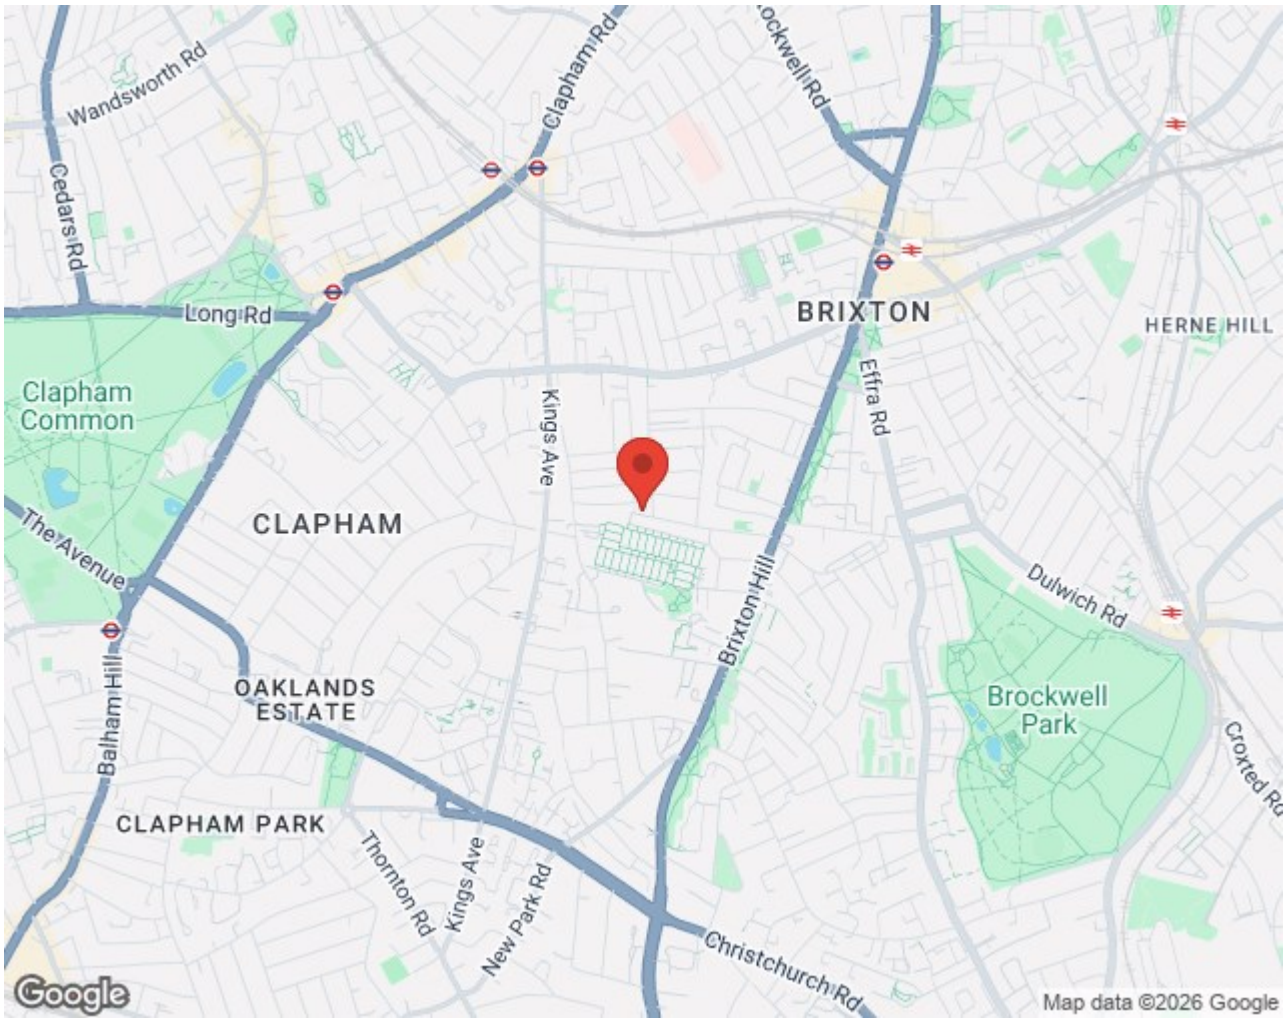 Wandsworth Rd
Clapham Rd
ockwell Rd
Cedars Rd
Long Rd
BRIXTON
HERNE HILL
Clapham
Common
Kings Ave
Effra Rd
CLAPHAM
The Avenue
Dulwich Rd
Brixton Hill
OAKLANDS
ESTATE
Balham Hill
Brockwell
Park
Croxted Rd
CLAPHAM PARK
Thornton Rd
Kings Ave
New Park Rd
Christchurch Rd
Google
Map data ©2026 Google